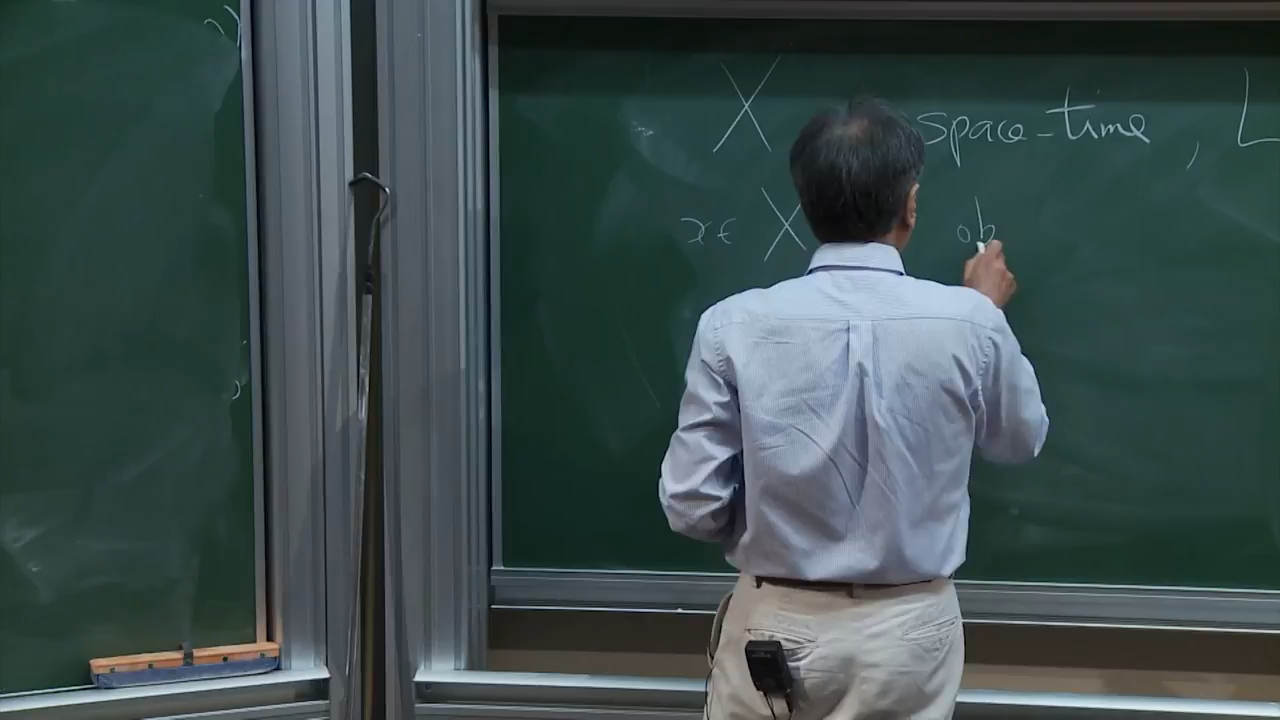 X space-time, L
x ∈ X ob